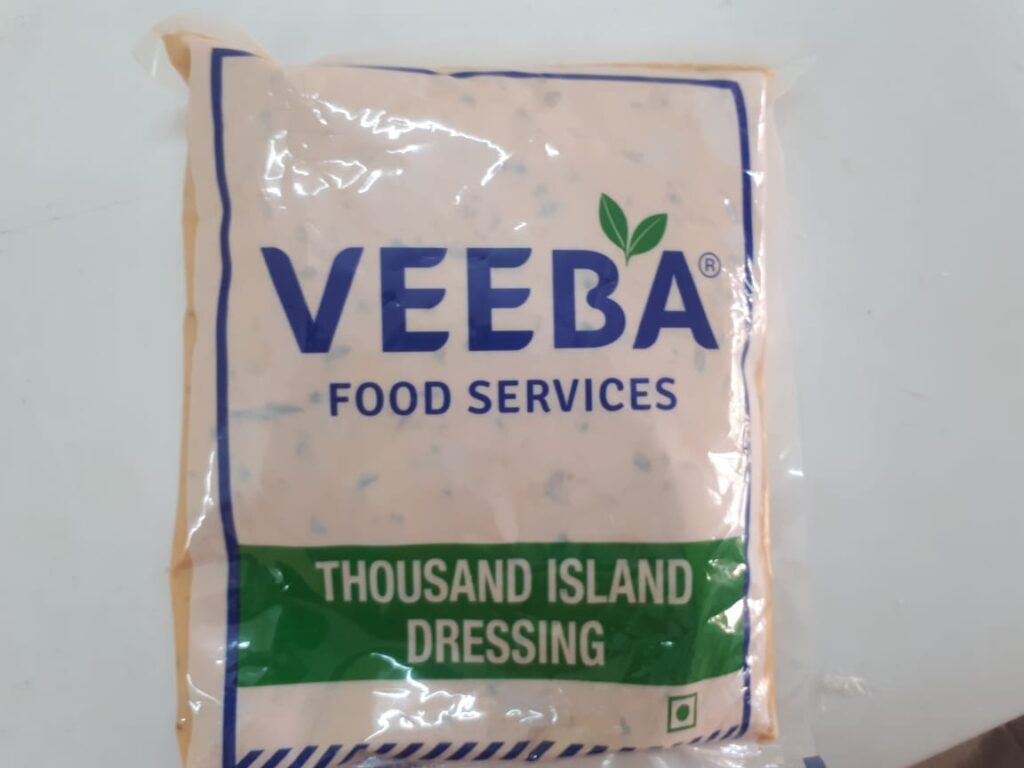 VEEBA®
FOOD SERVICES
THOUSAND ISLAND
DRESSING